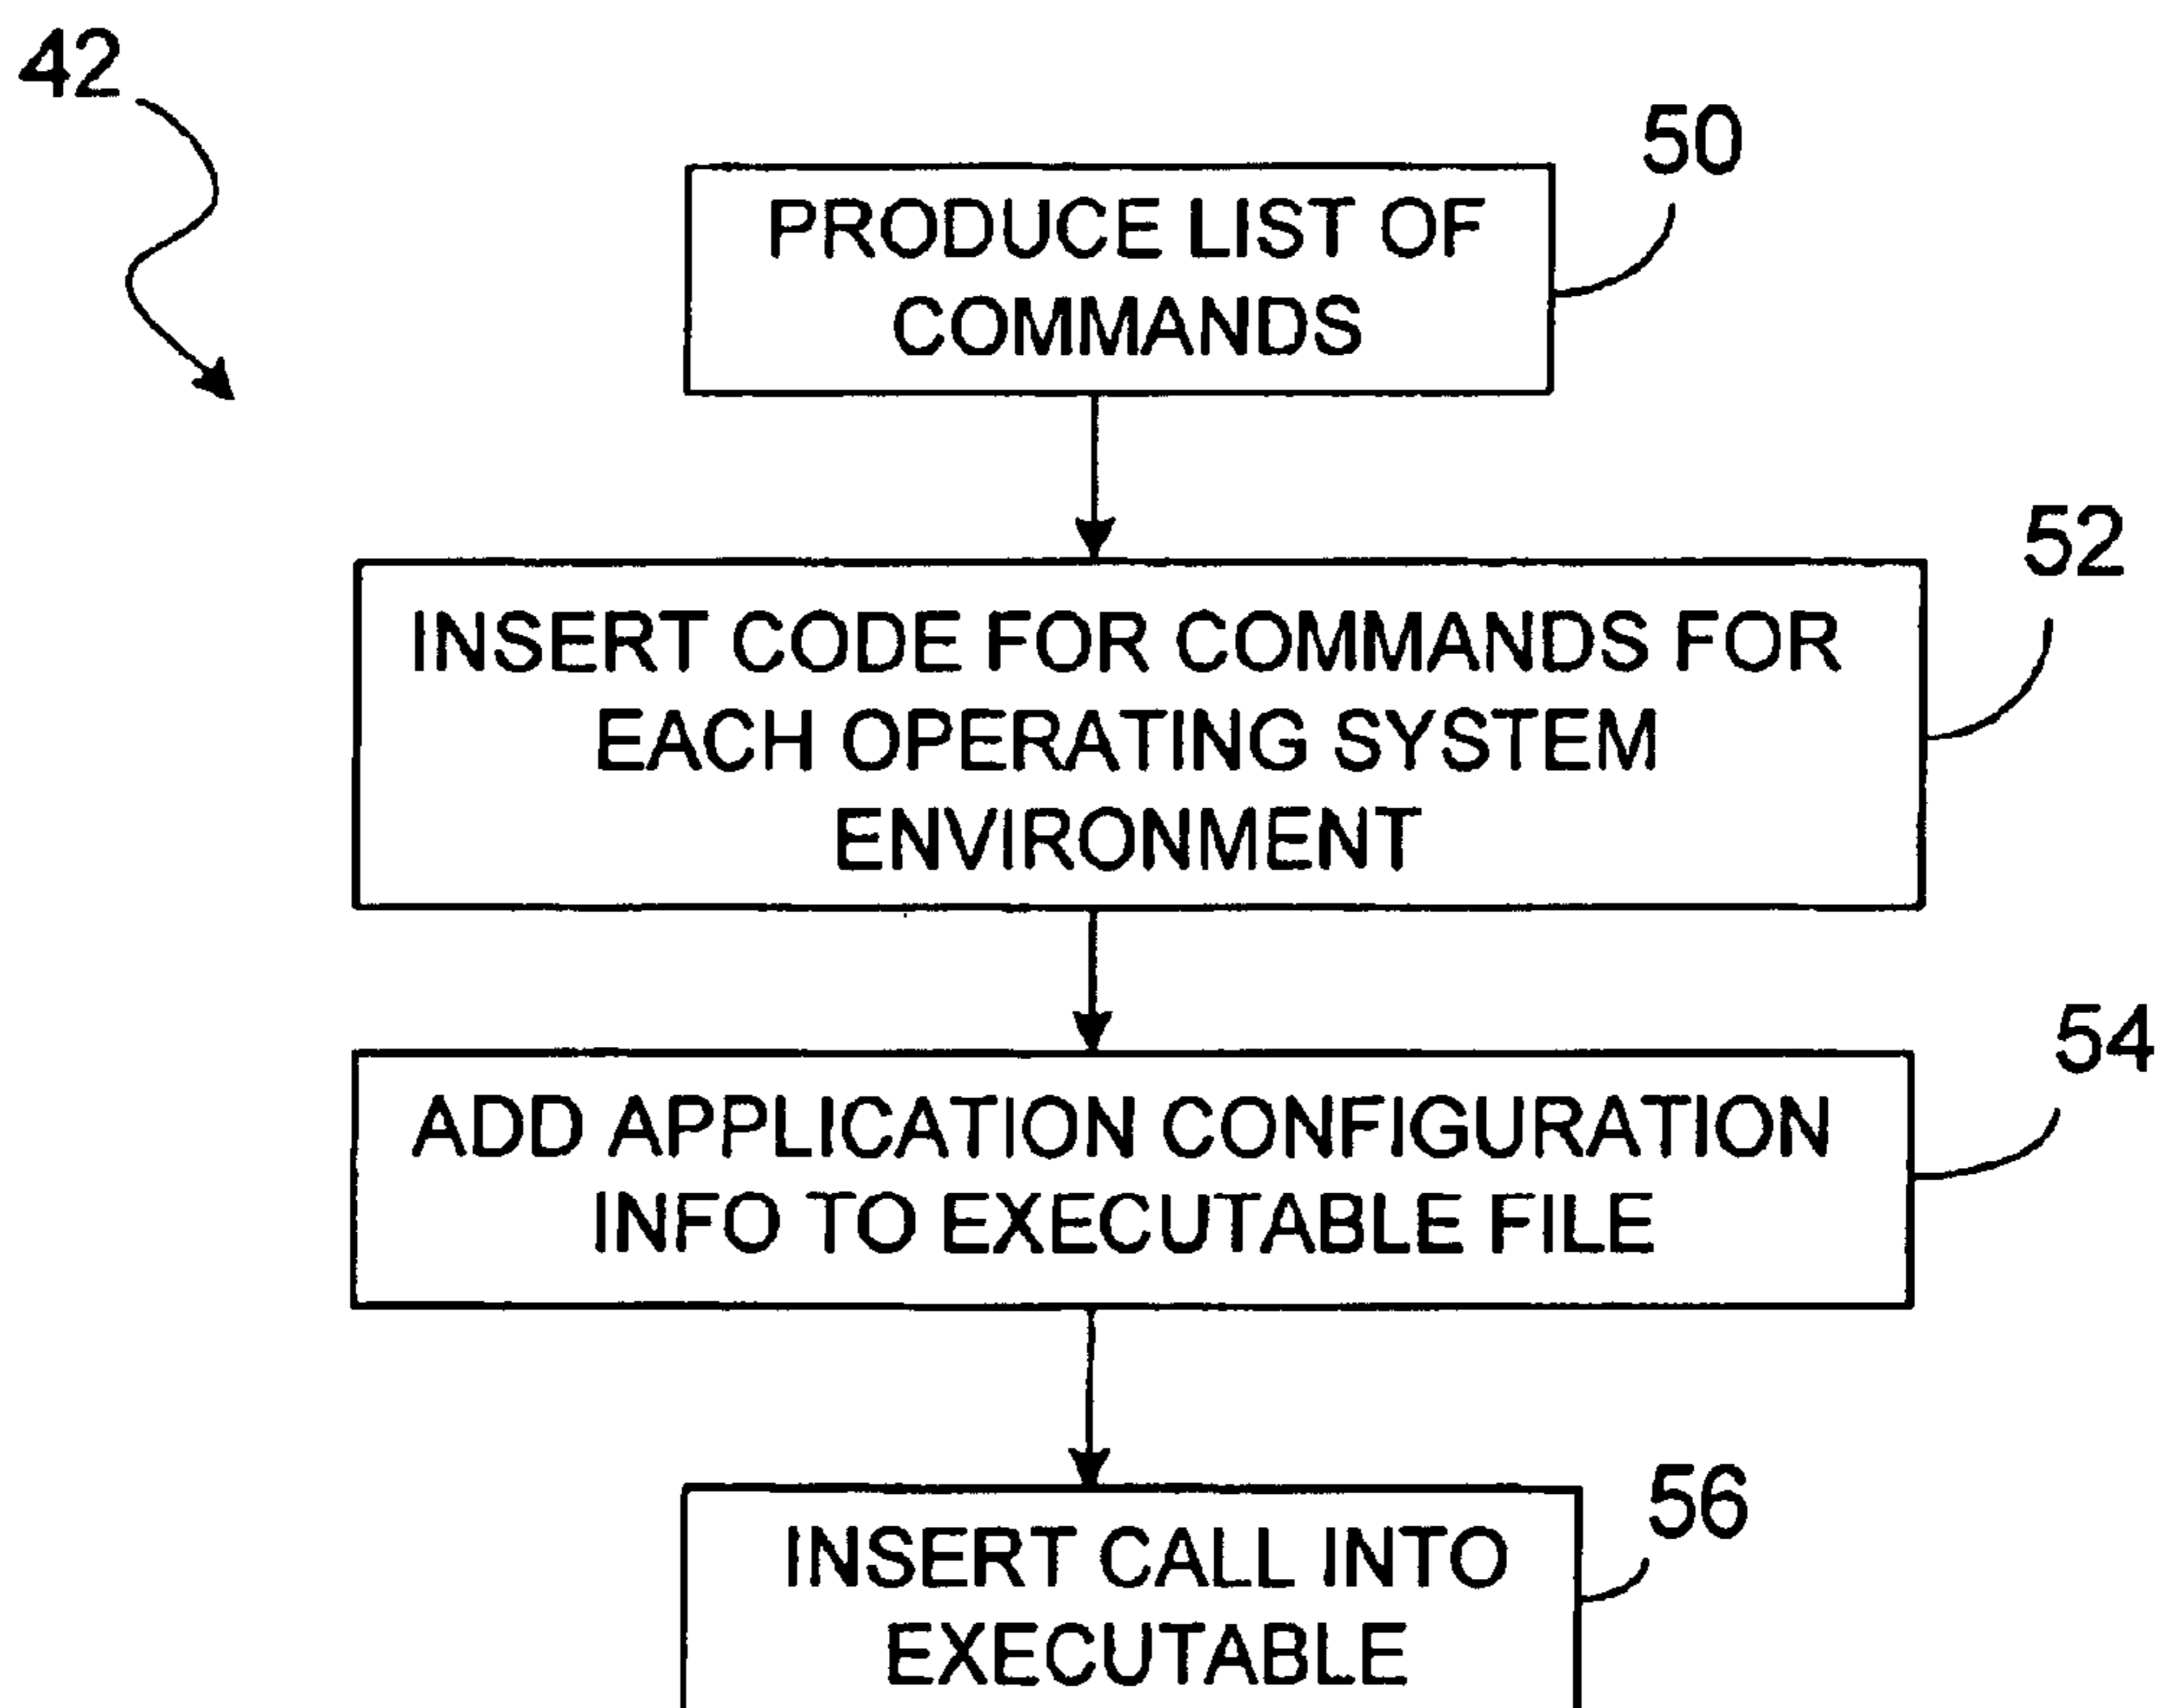 42
50
PRODUCE LIST OF
COMMANDS
52
INSERT CODE FOR COMMANDS FOR
EACH OPERATING SYSTEM
ENVIRONMENT
54
ADD APPLICATION CONFIGURATION
INFO TO EXECUTABLE FILE
56
INSERT CALL INTO
EXECUTABLE